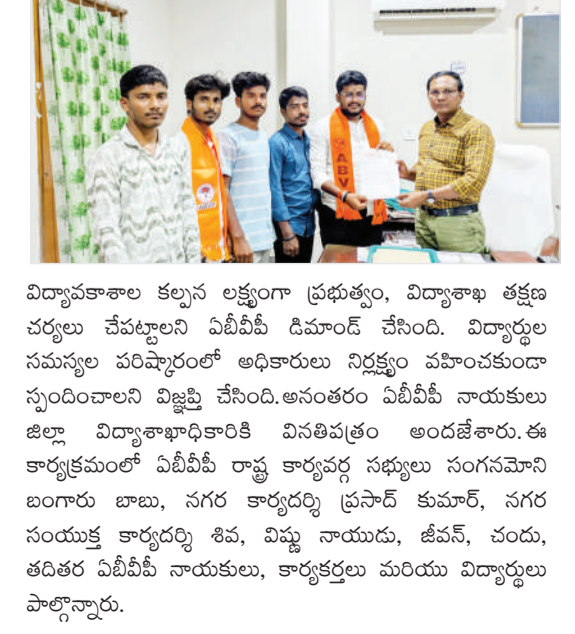 ABV
విద్యావకాశాల కల్పన లక్ష్యంగా ప్రభుత్వం, విద్యాశాఖ తక్షణ
చర్యలు చేపట్టాలని ఏబీవీపీ డిమాండ్ చేసింది. విద్యార్థుల
సమస్యల పరిష్కారంలో అధికారులు నిర్లక్ష్యం వహించకుండా
స్పందించాలని విజ్ఞప్తి చేసింది.అనంతరం ఏబీవీపీ నాయకులు
జిల్లా విద్యాశాఖాధికారికి వినతిపత్రం అందజేశారు.ఈ
కార్యక్రమంలో ఏబీవీపీ రాష్ట్ర కార్యవర్గ సభ్యులు సంగనమోని
బంగారు బాబు, నగర కార్యదర్శి ప్రసాద్ కుమార్, నగర
సంయుక్త కార్యదర్శి శివ, విష్ణు నాయుడు, జీవన్, చందు,
తదితర ఏబీవీపీ నాయకులు, కార్యకర్తలు మరియు విద్యార్థులు
పాల్గొన్నారు.